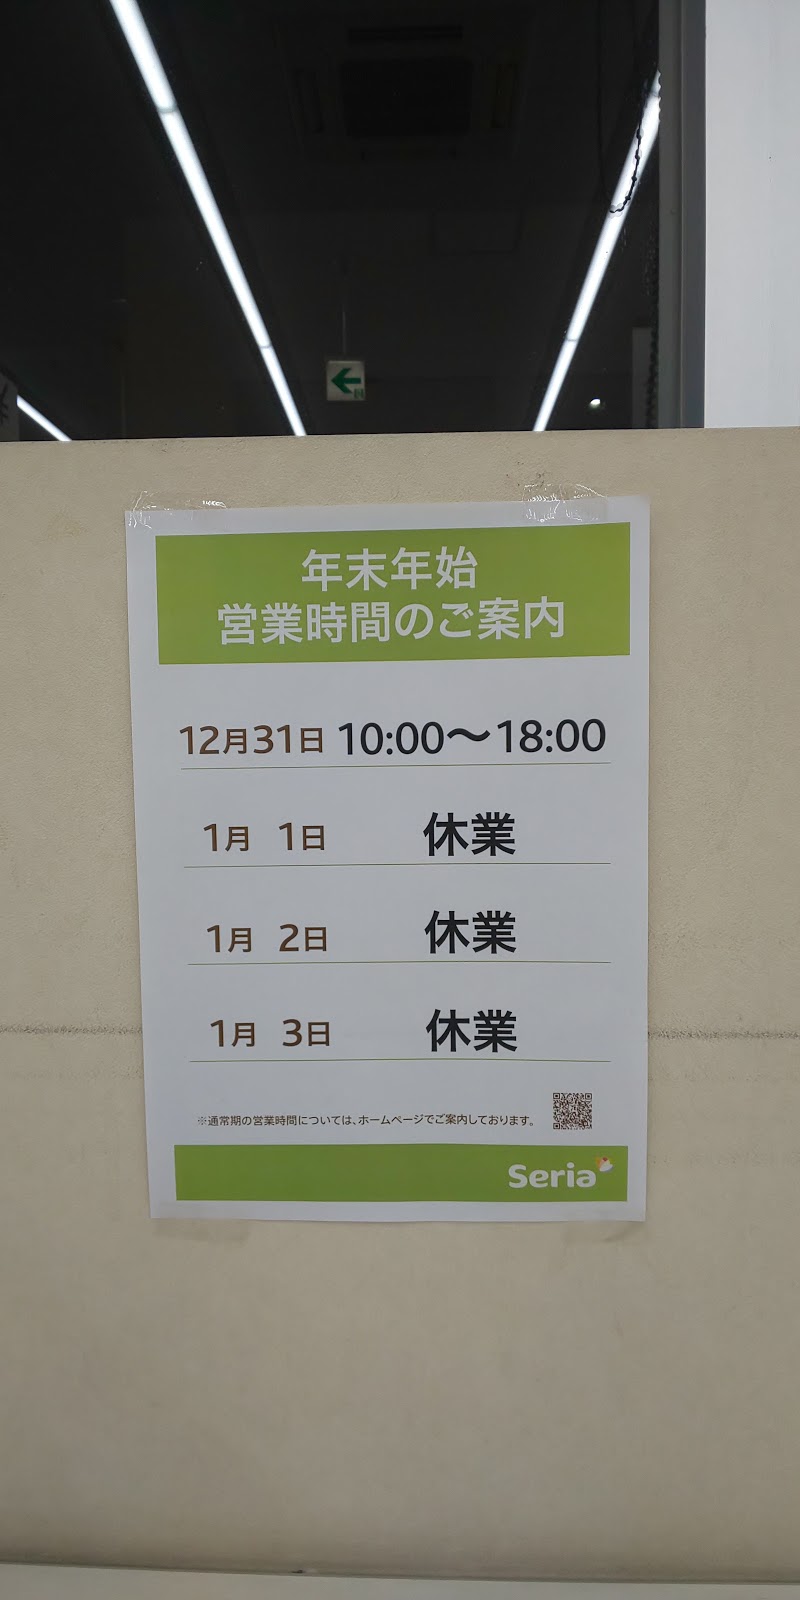 年末年始
営業時間のご案内
12月31日 10:00～18:00
1月 1日 休業
1月 2日 休業
1月 3日 休業
※通常期の営業時間については、ホームページでご案内しております。
Seria